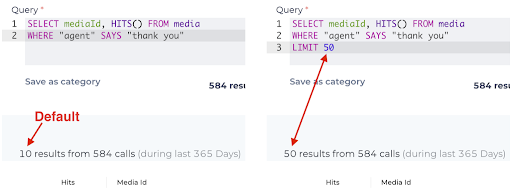 Query *
1 SELECT mediaId, HITS() FROM media
2 WHERE "agent" SAYS "thank you"
Save as category
584 resu
Default
10 results from 584 calls (during last 365 Days)
Hits Media Id
Query *
1 SELECT mediaId, HITS() FROM media
2 WHERE "agent" SAYS "thank you"
3 LIMIT 50
Save as category
584 resu
50 results from 584 calls (during last 365 Days)
Hits Media Id